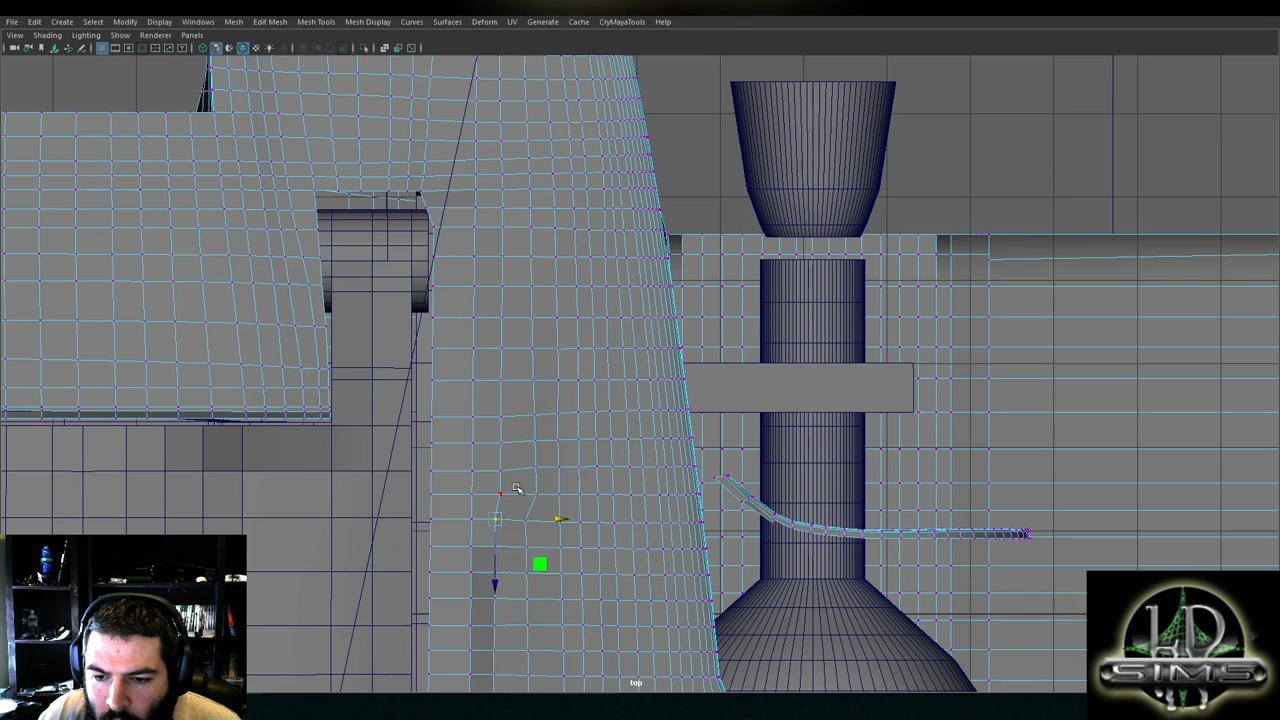 File Edit Create Select Modify Display Windows Mesh Edit Mesh Mesh Tools Mesh Display Curves Surfaces Deform UV Generate Cache CryMayaTools Help
View Shading Lighting Show Renderer Panels
top
HD
SIMS